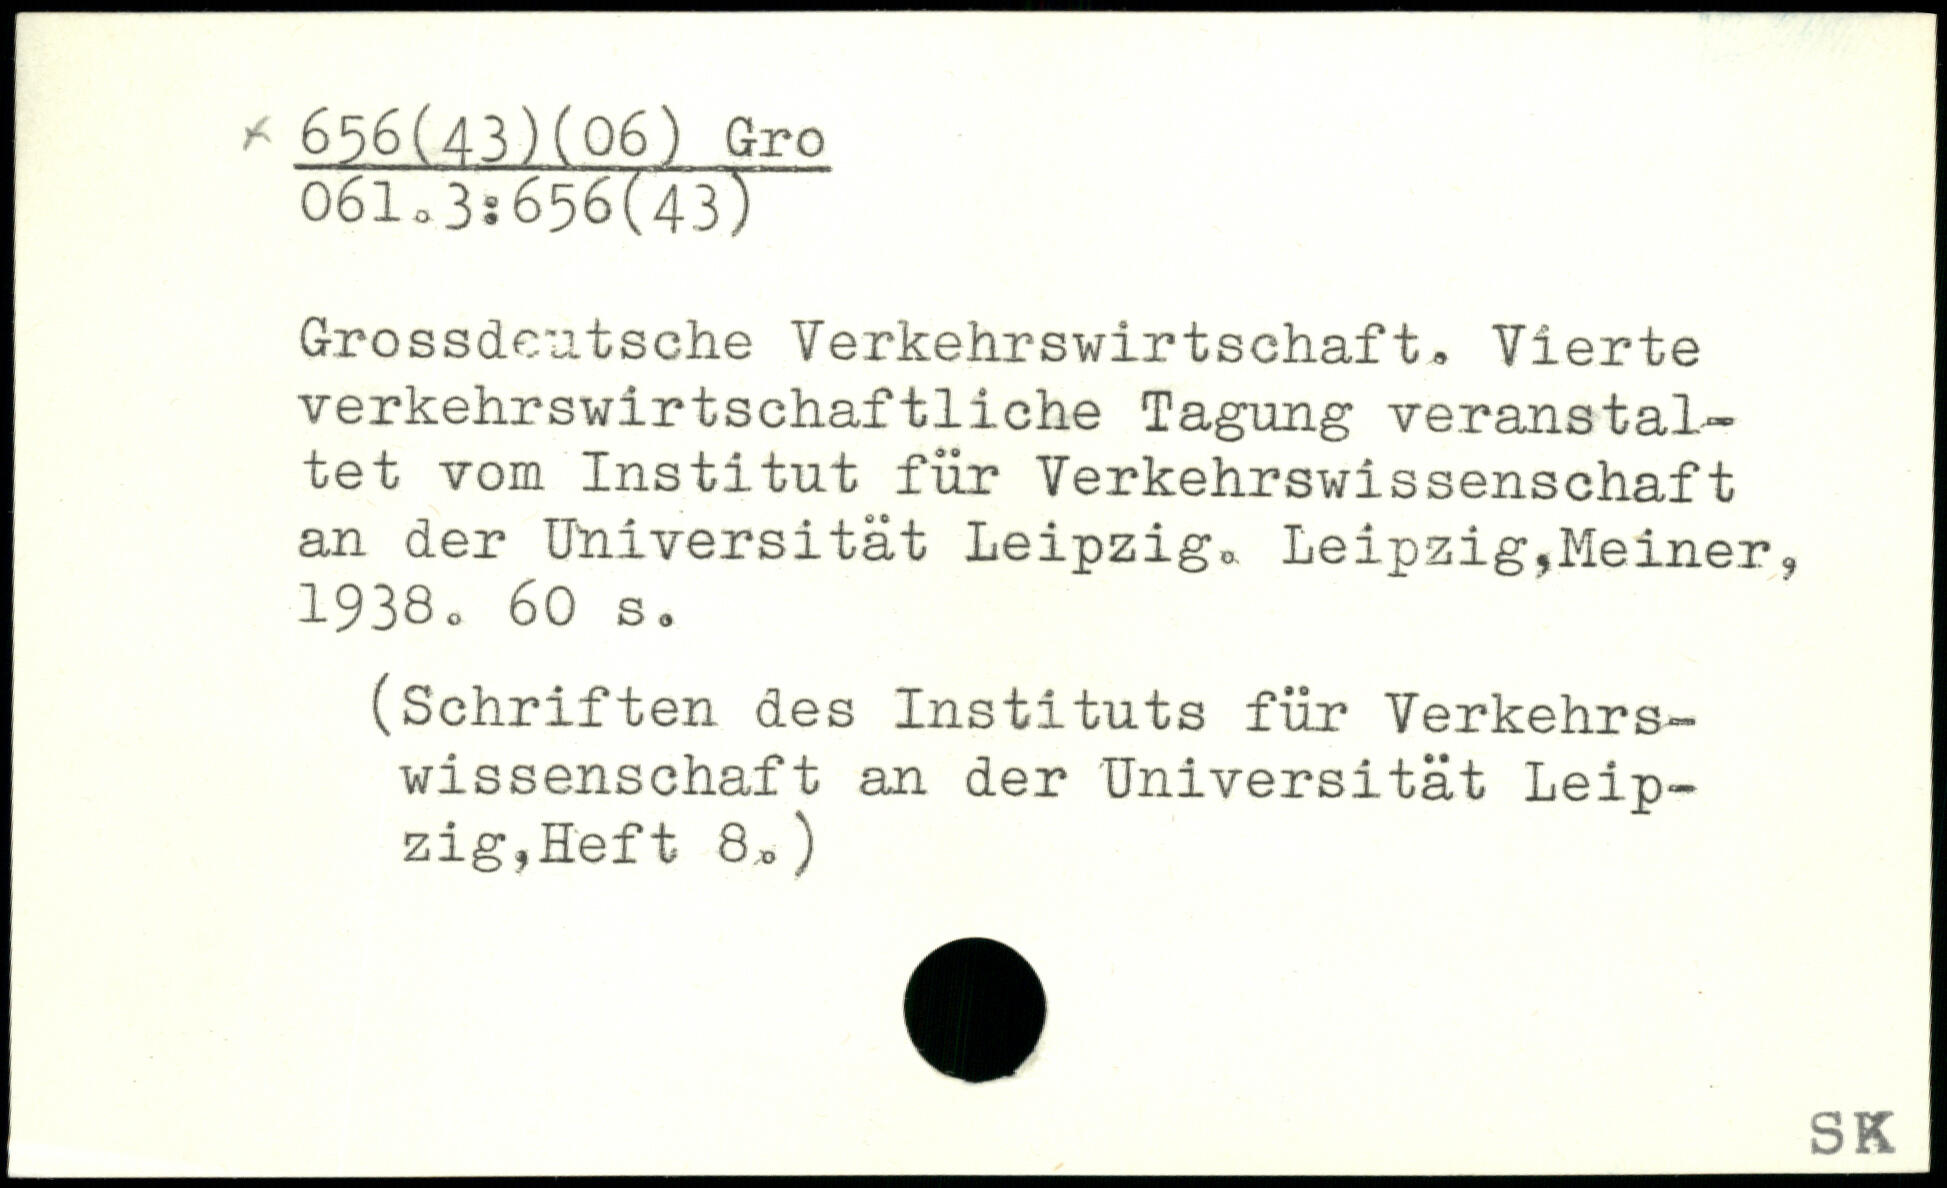 × 656(43)(06) Gro
061.3:656(43)
Grossdeutsche Verkehrswirtschaft. Vierte
verkehrswirtschaftliche Tagung veranstal-
tet vom Institut für Verkehrswissenschaft
an der Universität Leipzig. Leipzig,Meiner,
1938. 60 s.
(Schriften des Instituts für Verkehrs-
wissenschaft an der Universität Leip-
zig,Heft 8.)
SK